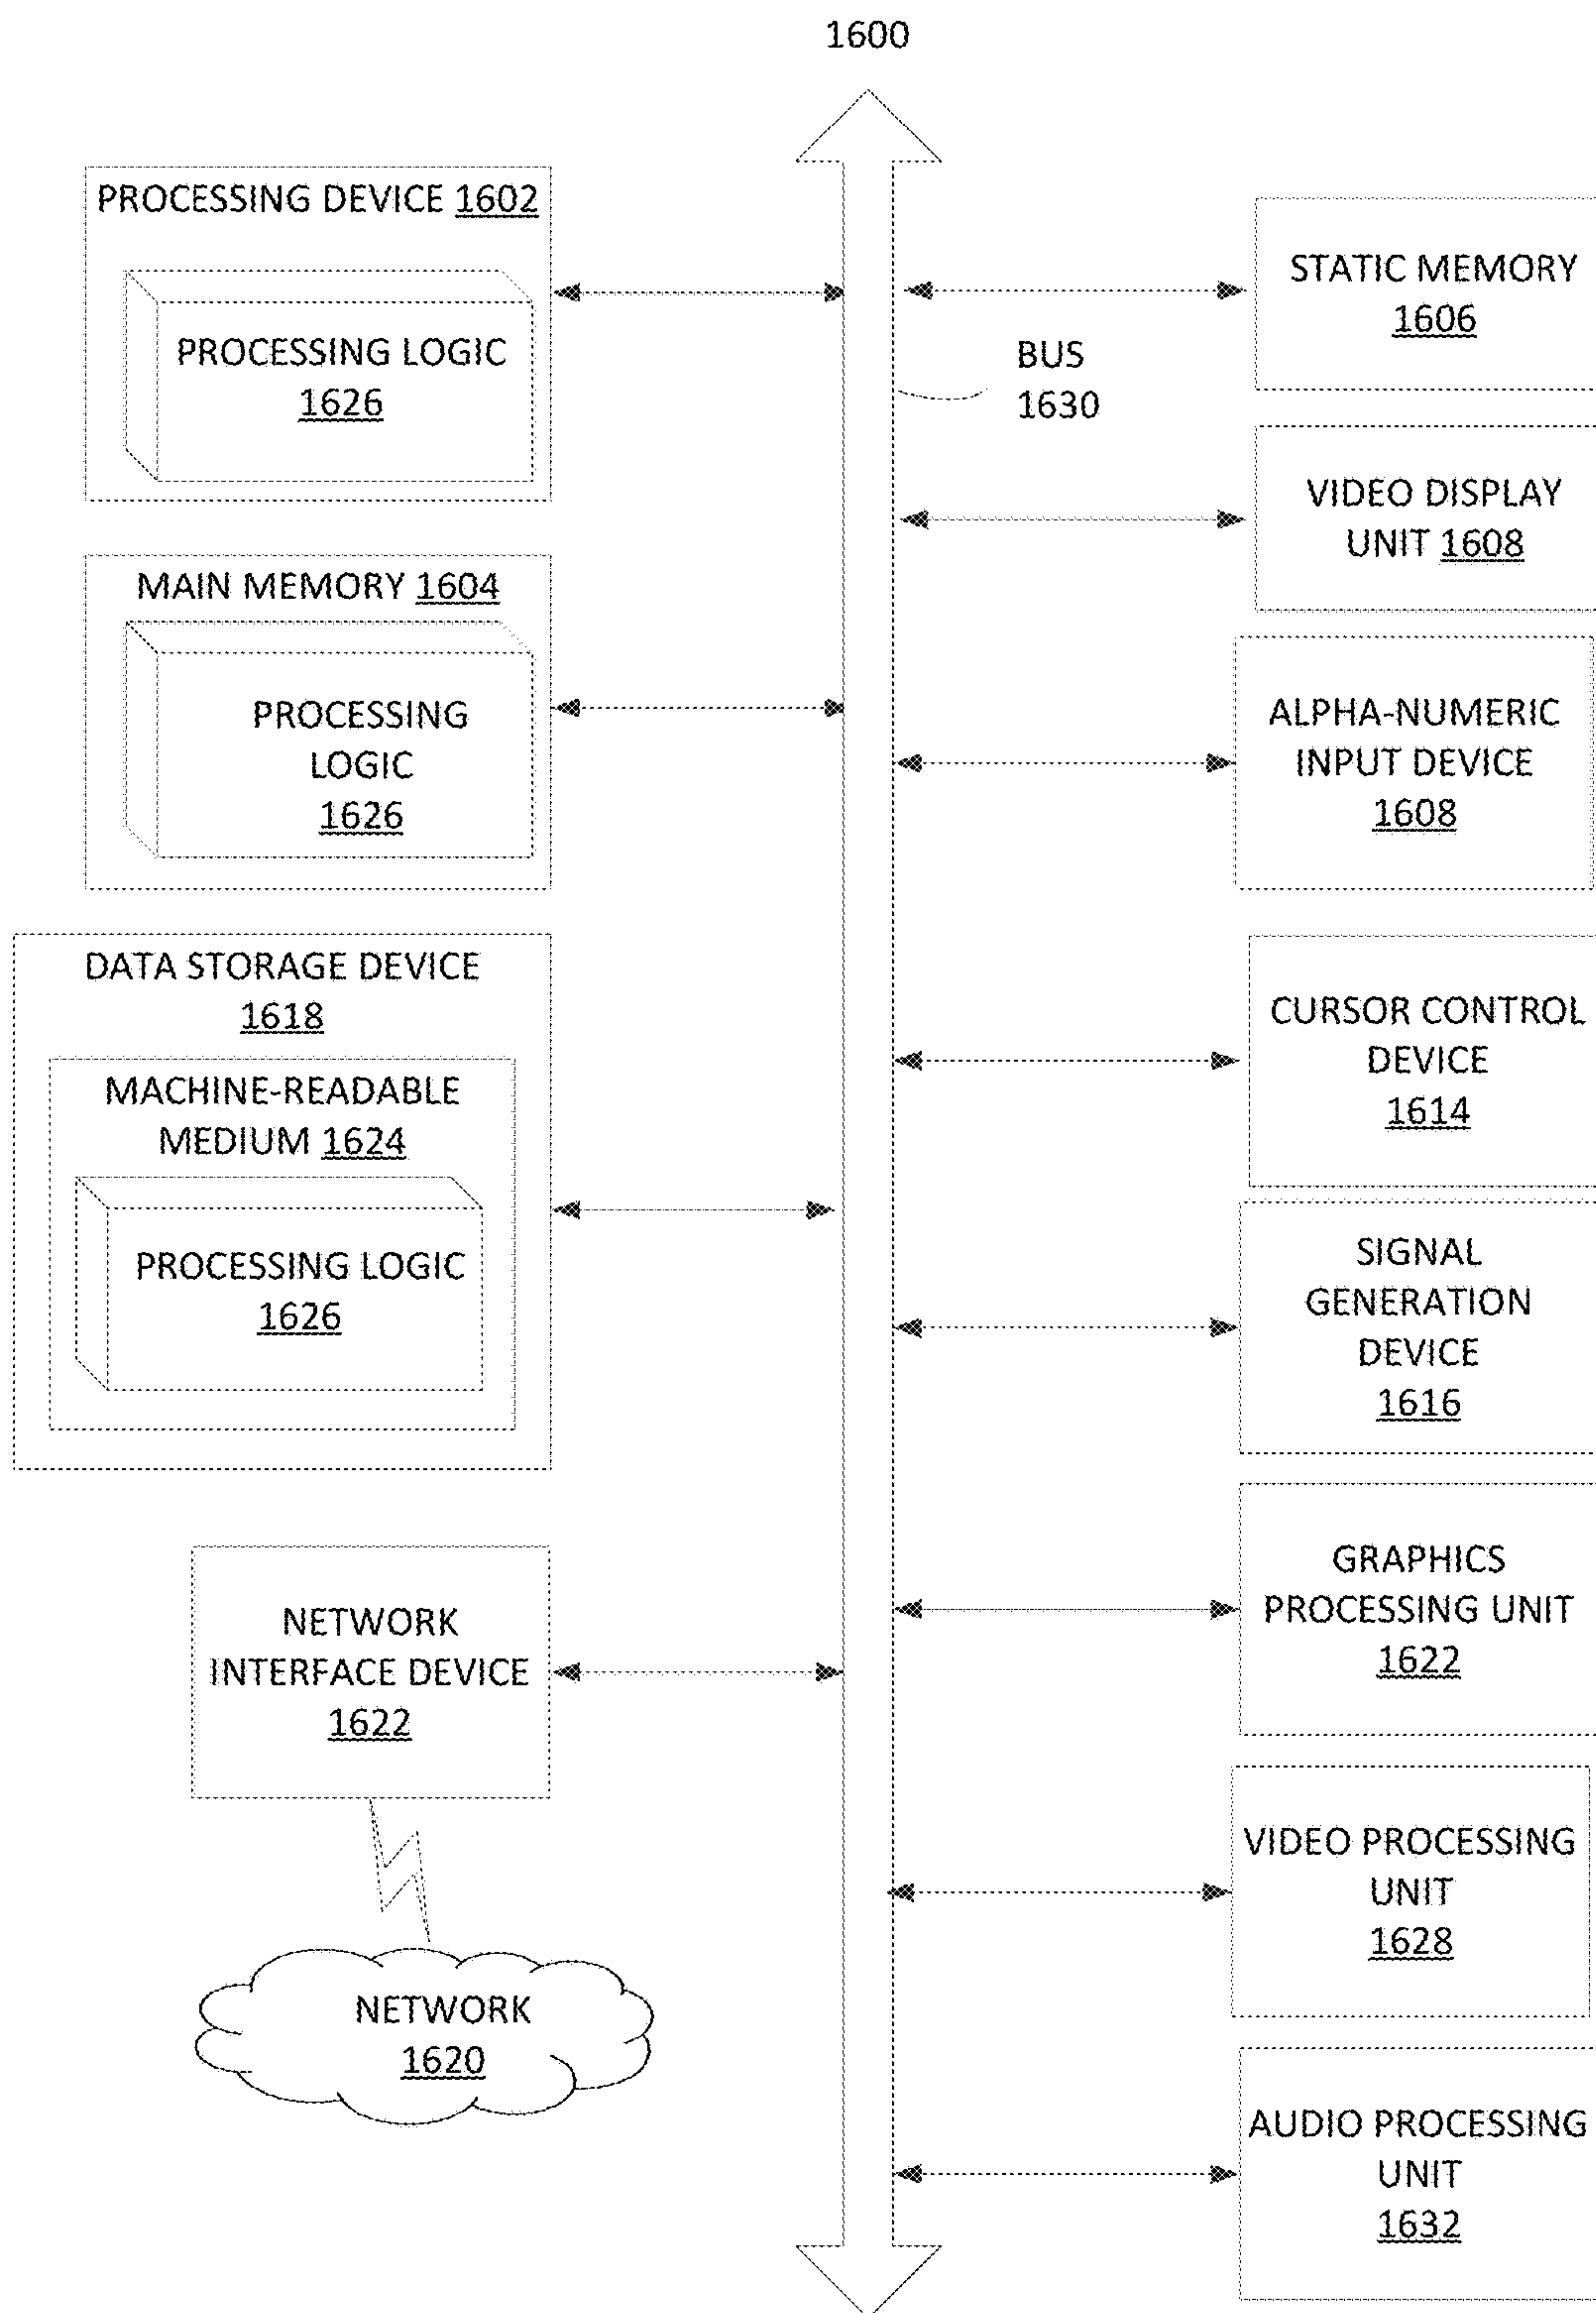 1600
PROCESSING DEVICE 1602
PROCESSING LOGIC
1626
MAIN MEMORY 1604
PROCESSING
LOGIC
1626
DATA STORAGE DEVICE
1618
MACHINE-READABLE
MEDIUM 1624
PROCESSING LOGIC
1626
NETWORK
INTERFACE DEVICE
1622
NETWORK
1620
BUS
1630
STATIC MEMORY
1606
VIDEO DISPLAY
UNIT 1608
ALPHA-NUMERIC
INPUT DEVICE
1608
CURSOR CONTROL
DEVICE
1614
SIGNAL
GENERATION
DEVICE
1616
GRAPHICS
PROCESSING UNIT
1622
VIDEO PROCESSING
UNIT
1628
AUDIO PROCESSING
UNIT
1632